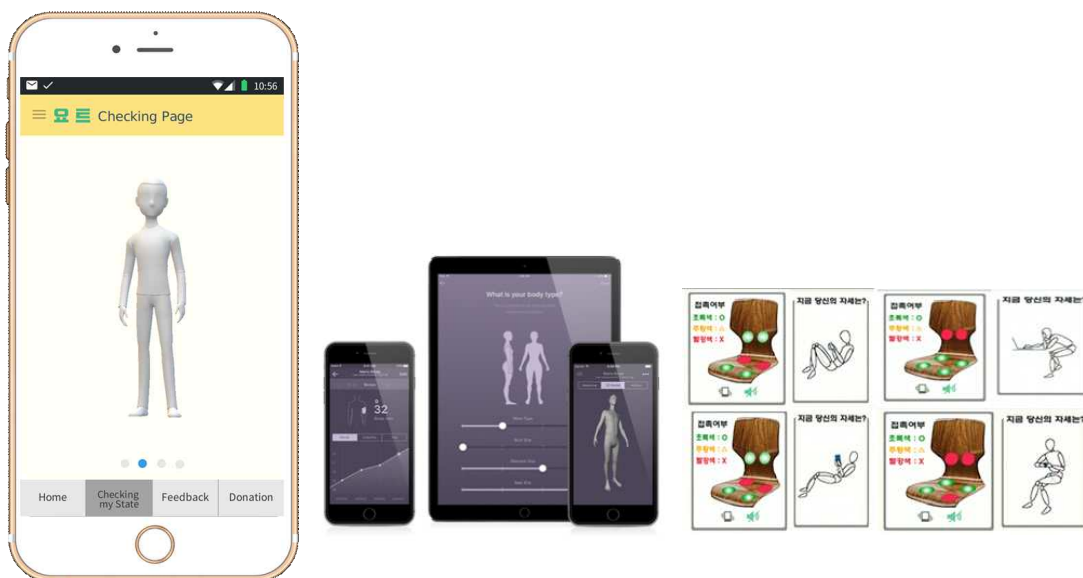 10:56
요트 Checking Page
Home
Checking
my State
Feedback
Donation
What is your body type?
32
접촉여부
초록색 : O
주황색 : △
빨강색 : X
지금 당신의 자세는?
접촉여부
초록색 : O
주황색 : △
빨강색 : X
지금 당신의 자세는?
접촉여부
초록색 : O
주황색 : △
빨강색 : X
지금 당신의 자세는?
접촉여부
초록색 : O
주황색 : △
빨강색 : X
지금 당신의 자세는?